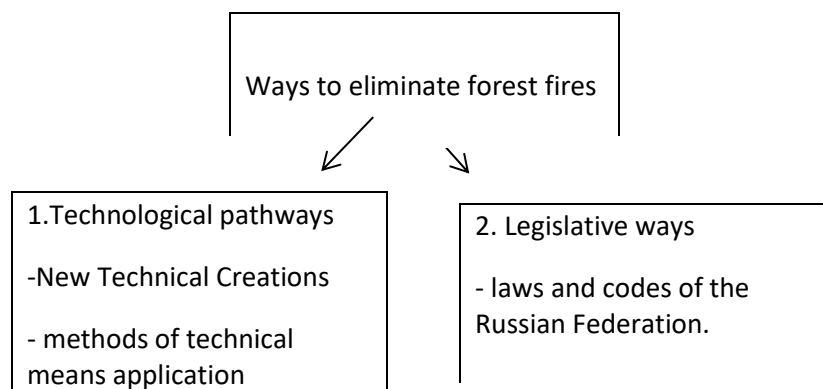 Ways to eliminate forest fires
1.Technological pathways
-New Technical Creations
- methods of technical
means application
2. Legislative ways
- laws and codes of the
Russian Federation.